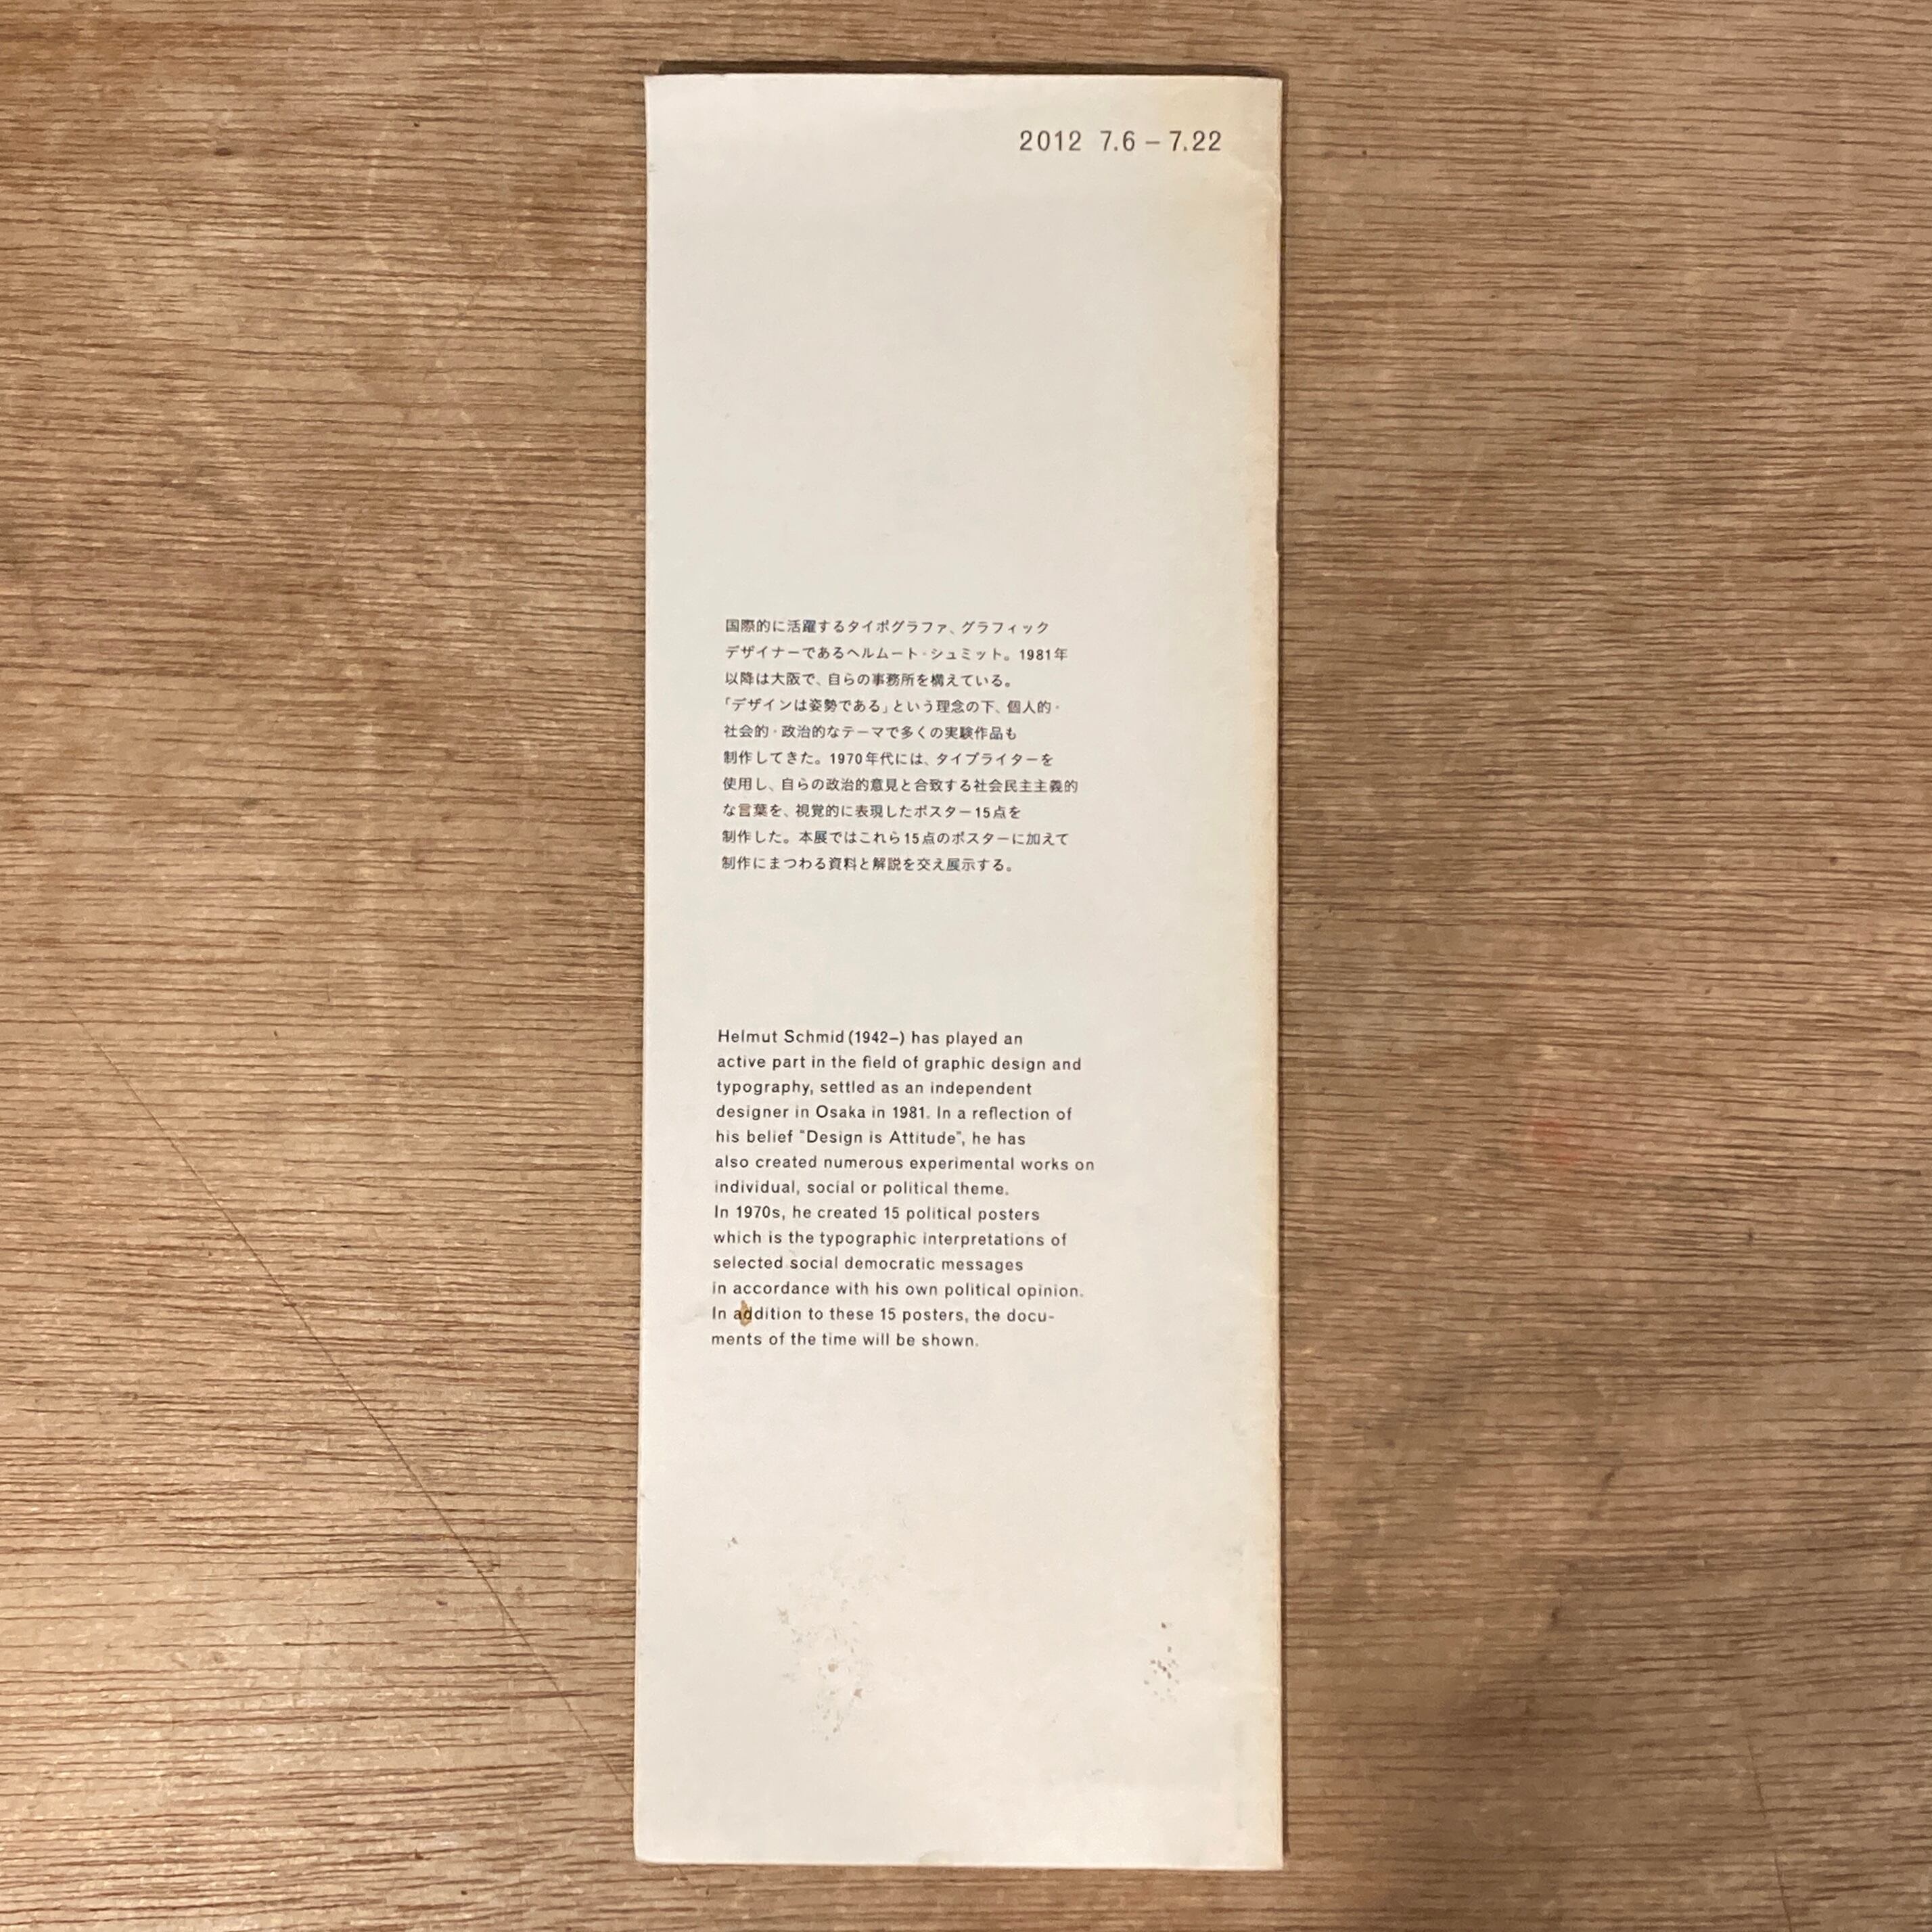 2012 7.6 – 7.22
国際的に活躍するタイポグラファ、グラフィック
デザイナーであるヘルムート・シュミット。1981年
以降は大阪で、自らの事務所を構えている。
「デザインは姿勢である」という理念の下、個人的・
社会的・政治的なテーマで多くの実験作品も
制作してきた。1970年代には、タイプライターを
使用し、自らの政治的意見と合致する社会民主主義的
な言葉を、視覚的に表現したポスター15点を
制作した。本展ではこれら15点のポスターに加えて
制作にまつわる資料と解説を交え展示する。
Helmut Schmid (1942–) has played an
active part in the field of graphic design and
typography, settled as an independent
designer in Osaka in 1981. In a reflection of
his belief "Design is Attitude", he has
also created numerous experimental works on
individual, social or political theme.
In 1970s, he created 15 political posters
which is the typographic interpretations of
selected social democratic messages
in accordance with his own political opinion.
In addition to these 15 posters, the docu-
ments of the time will be shown.